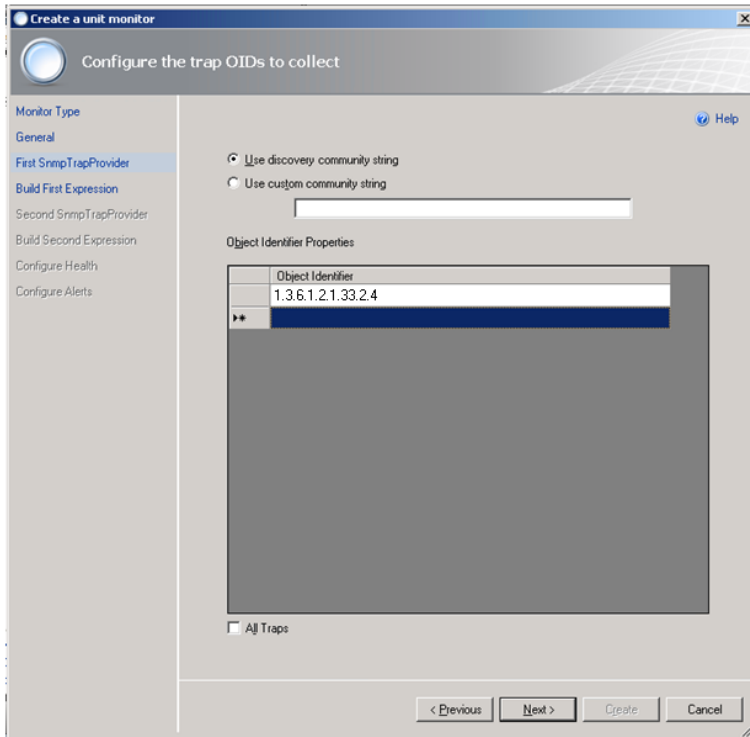 Create a unit monitor
Configure the trap OIDs to collect
Monitor Type
General
First SnmpTrapProvider
Build First Expression
Second SnmpTrapProvider
Build Second Expression
Configure Health
Configure Alerts
Help
Use discovery community string
Use custom community string
Object Identifier Properties
Object Identifier
1.3.6.1.2.1.33.2.4
All Traps
< Previous
Next >
Create
Cancel